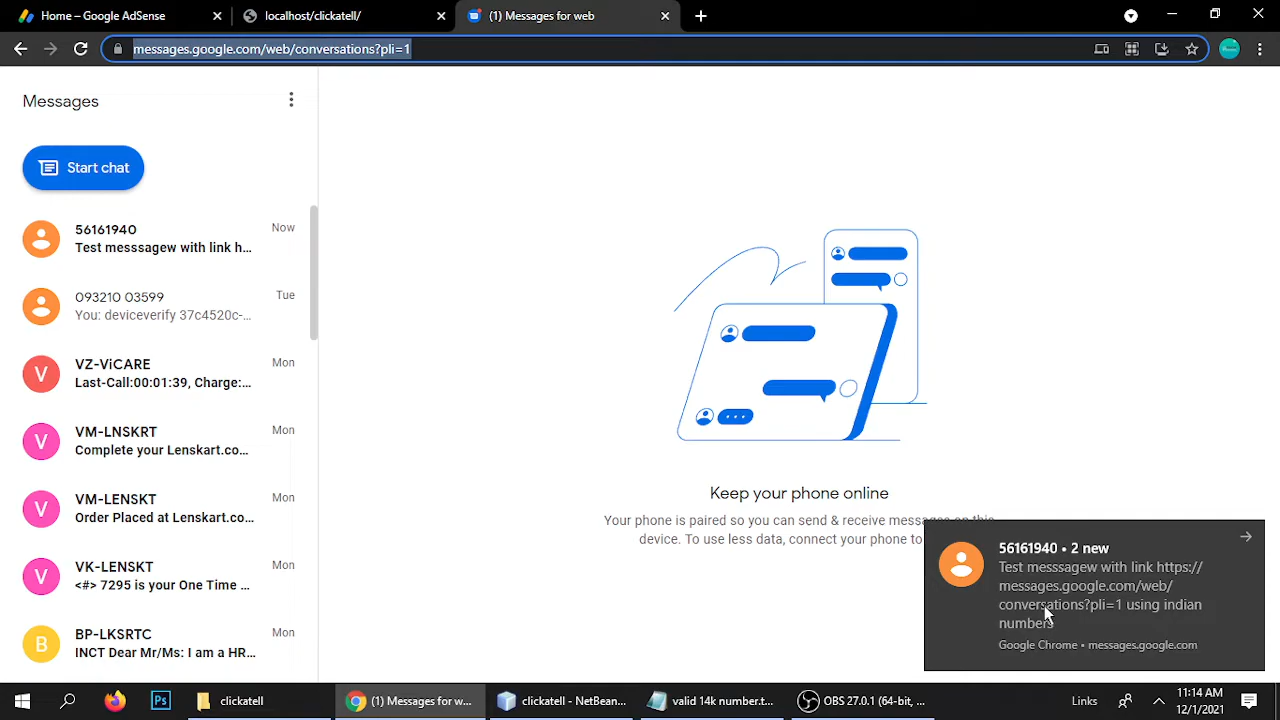 Home – Google AdSense
localhost/clickatell/
(1) Messages for web
messages.google.com/web/conversations?pli=1
Messages
Start chat
56161940
Now
Test messsagew with link h...
093210 03599
Tue
You: deviceverify 37c4520c-...
VZ-ViCARE
Mon
Last-Call:00:01:39, Charge:...
VM-LNSKRT
Mon
Complete your Lenskart.co...
VM-LENSKT
Mon
Order Placed at Lenskart.co...
VK-LENSKT
Mon
<#> 7295 is your One Time ...
BP-LKSRTC
Mon
INCT Dear Mr/Ms: I am a HR...
V
V
V
V
B
Keep your phone online
Your phone is paired so you can send & receive messages on this
device. To use less data, connect your phone to
56161940 • 2 new
Test messsagew with link https://
messages.google.com/web/
conversations?pli=1 using indian
numbers
Google Chrome • messages.google.com
Ps
clickatell
(1) Messages for w...
clickatell - NetBean...
valid 14k number.t...
OBS 27.0.1 (64-bit, ...
Links
11:14 AM
12/1/2021